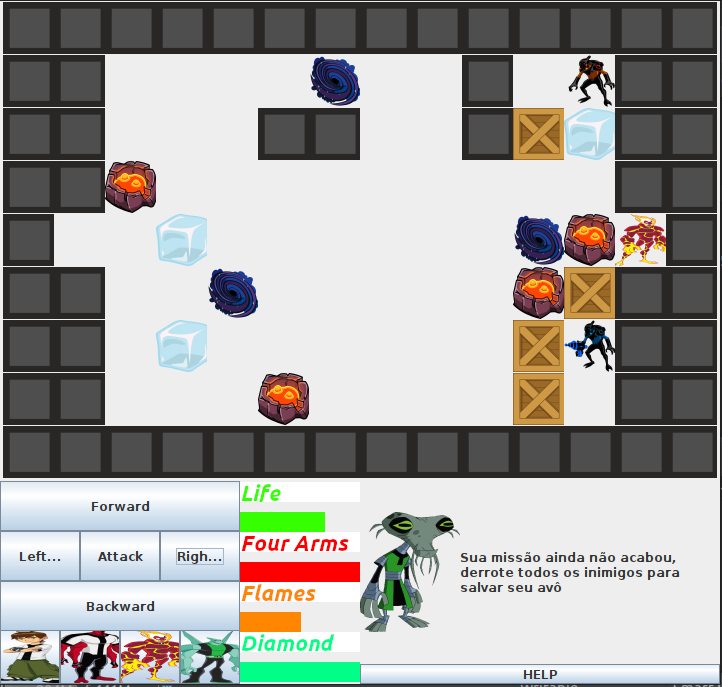 Forward
Left...
Attack
Righ...
Backward
Life
Four Arms
Flames
Diamond
Sua missão ainda não acabou,
derrote todos os inimigos para
salvar seu avô
HELP